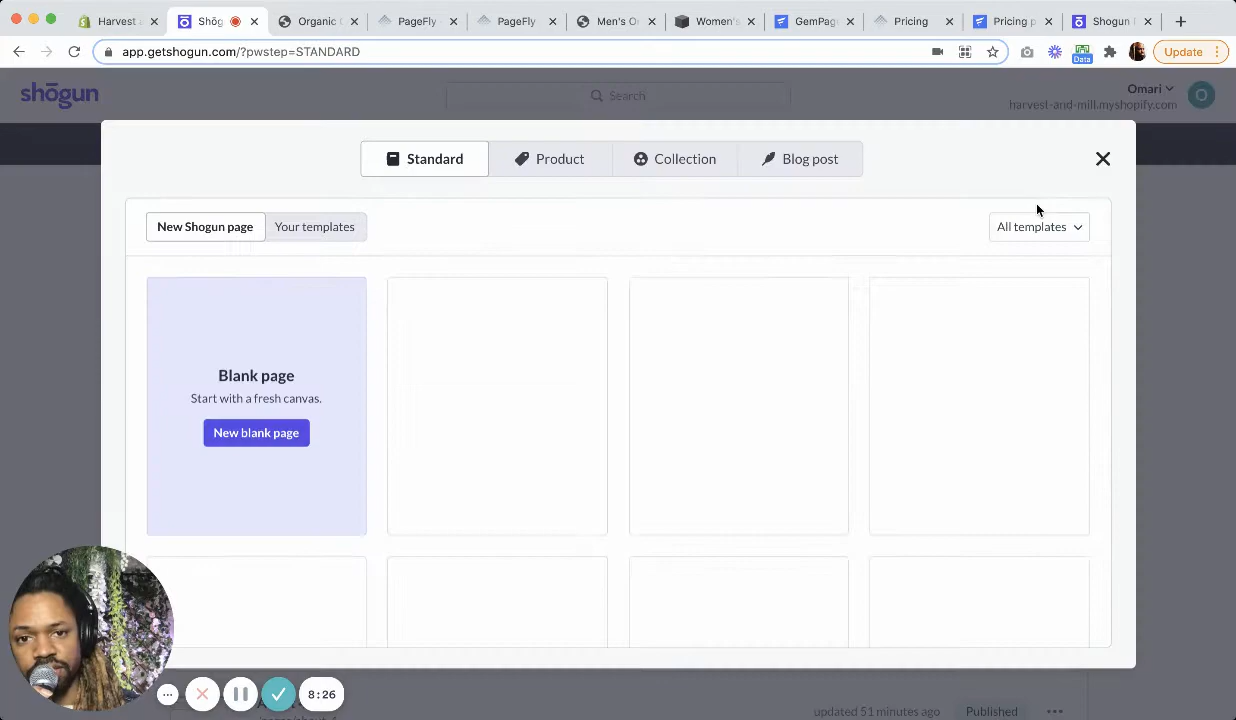 Harvest a
Shōg
Organic C
PageFly
PageFly
Men's O
Women's
GemPag
Pricing
Pricing p
Shogun
app.getshogun.com/?pwstep=STANDARD
Data
Update
shōgun
Search
Omari
harvest-and-mill.myshopify.com
O
Standard
Product
Collection
Blog post
New Shogun page
Your templates
All templates
Blank page
Start with a fresh canvas.
New blank page
8:26
updated 51 minutes ago
Published